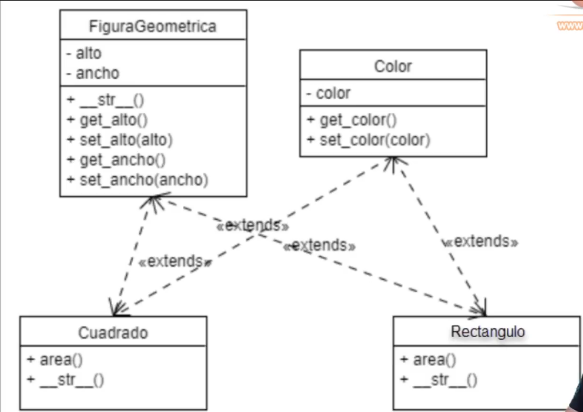 FiguraGeometrica
- alto
- ancho
+ __str__()
+ get_alto()
+ set_alto(alto)
+ get_ancho()
+ set_ancho(ancho)
Color
- color
+ get_color()
+ set_color(color)
«extends»
«extends»
«extends»
«extends»
Cuadrado
+ area()
+ __str__()
Rectangulo
+ area()
+ __str__()
www